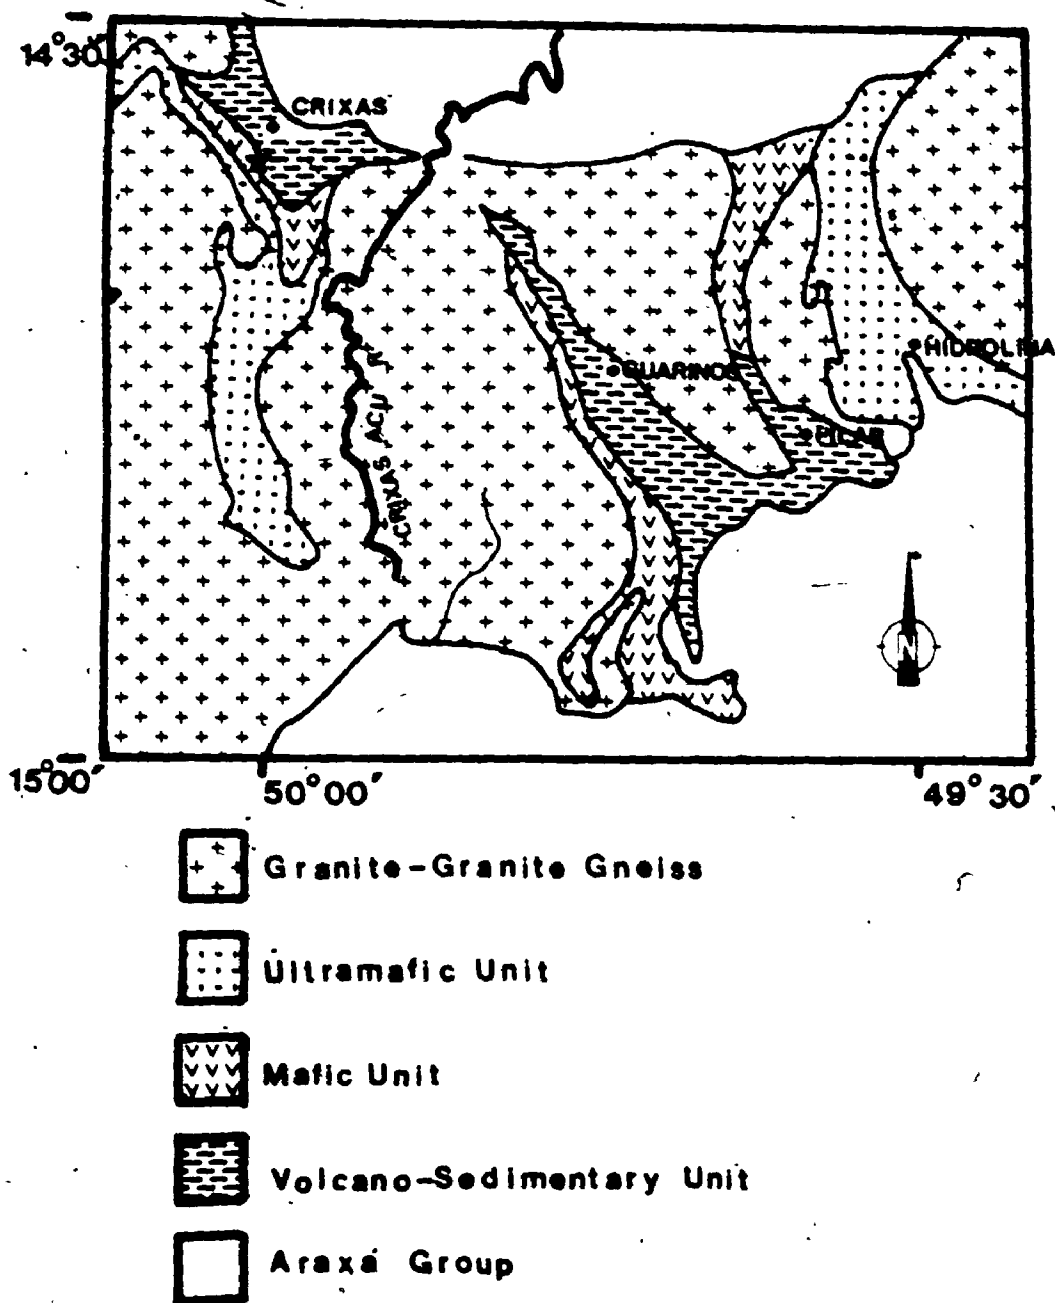 14°30'
CRIXAS
HIDROLINA
GUARINOS
PILAR
CRIXAS ACU R
N
15°00'
50°00'
49°30'
Granite-Granite Gneiss
Ultramafic Unit
Mafic Unit
Volcano-Sedimentary Unit
Araxá Group